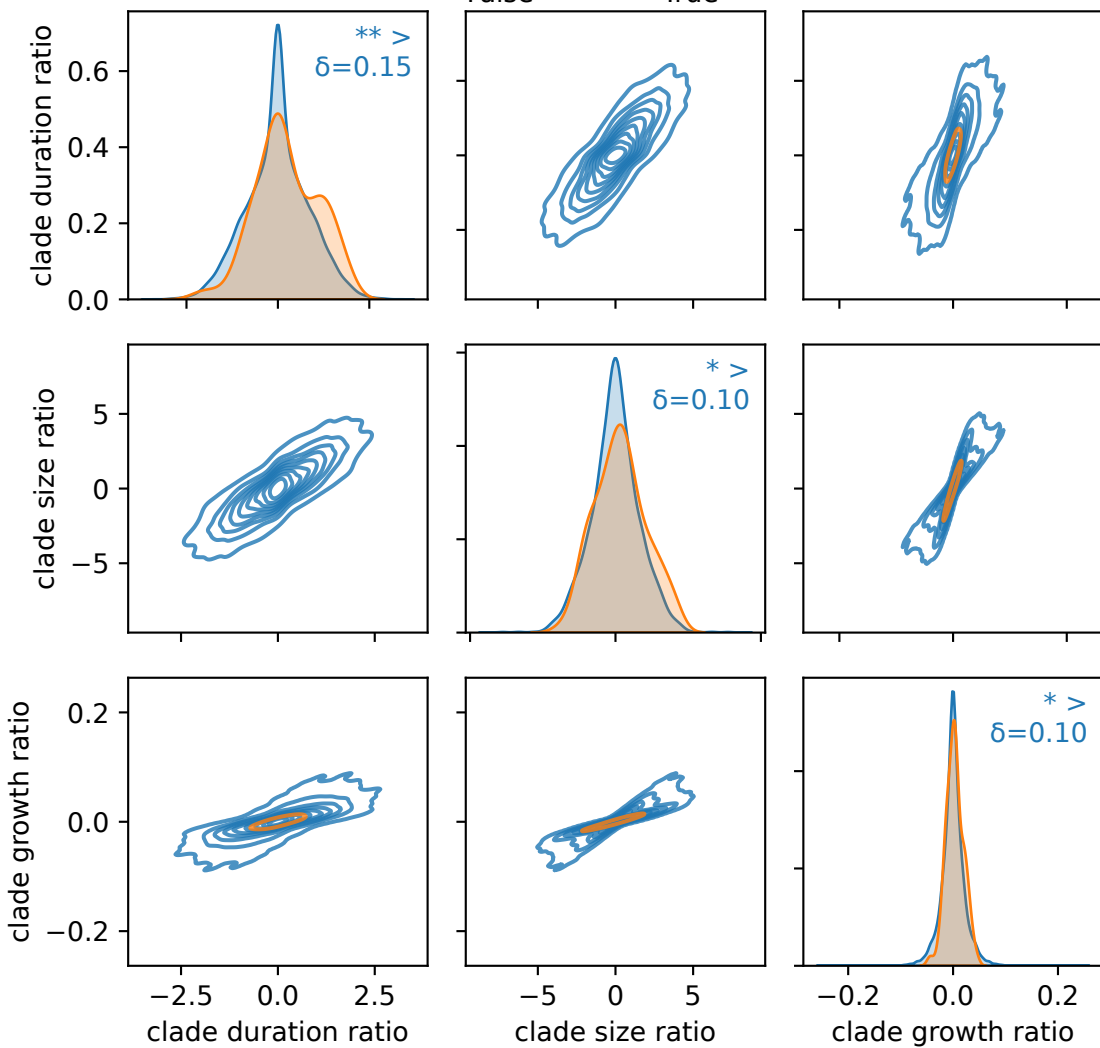 clade duration ratio
0.6
0.4
0.2
0.0
** >
δ=0.15
clade size ratio
5
0
−5
* >
δ=0.10
clade growth ratio
0.2
0.0
−0.2
* >
δ=0.10
−2.5 0.0 2.5
−5 0 5
−0.2 0.0 0.2
clade duration ratio
clade size ratio
clade growth ratio